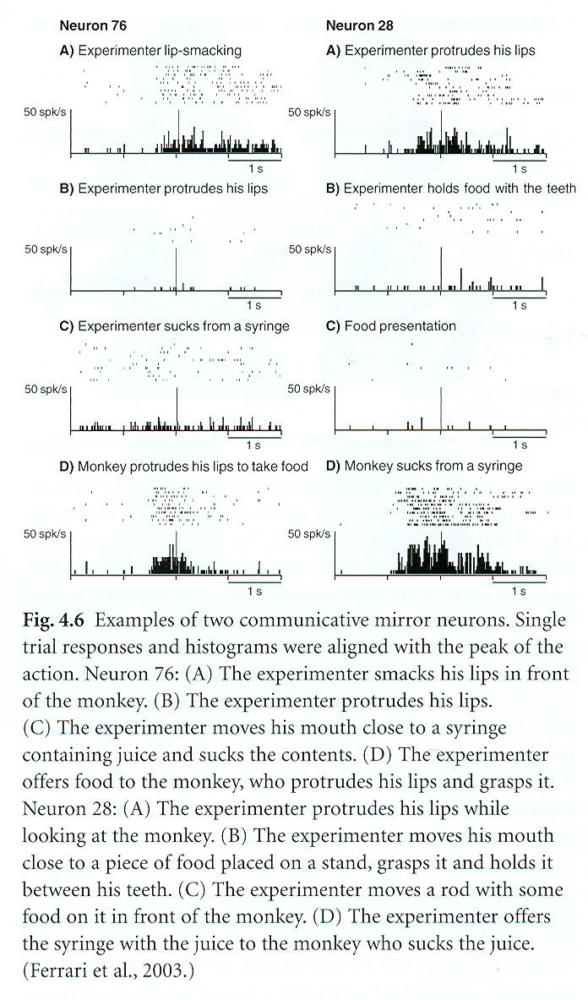 Neuron 76
A) Experimenter lip-smacking
50 spk/s
1 s
B) Experimenter protrudes his lips
50 spk/s
1 s
C) Experimenter sucks from a syringe
50 spk/s
1 s
D) Monkey protrudes his lips to take food
50 spk/s
1 s
Neuron 28
A) Experimenter protrudes his lips
50 spk/s
1 s
B) Experimenter holds food with the teeth
50 spk/s
1 s
C) Food presentation
50 spk/s
1 s
D) Monkey sucks from a syringe
50 spk/s
1 s
Fig. 4.6 Examples of two communicative mirror neurons. Single
trial responses and histograms were aligned with the peak of the
action. Neuron 76: (A) The experimenter smacks his lips in front
of the monkey. (B) The experimenter protrudes his lips.
(C) The experimenter moves his mouth close to a syringe
containing juice and sucks the contents. (D) The experimenter
offers food to the monkey, who protrudes his lips and grasps it.
Neuron 28: (A) The experimenter protrudes his lips while
looking at the monkey. (B) The experimenter moves his mouth
close to a piece of food placed on a stand, grasps it and holds it
between his teeth. (C) The experimenter moves a rod with some
food on it in front of the monkey. (D) The experimenter offers
the syringe with the juice to the monkey who sucks the juice.
(Ferrari et al., 2003.)